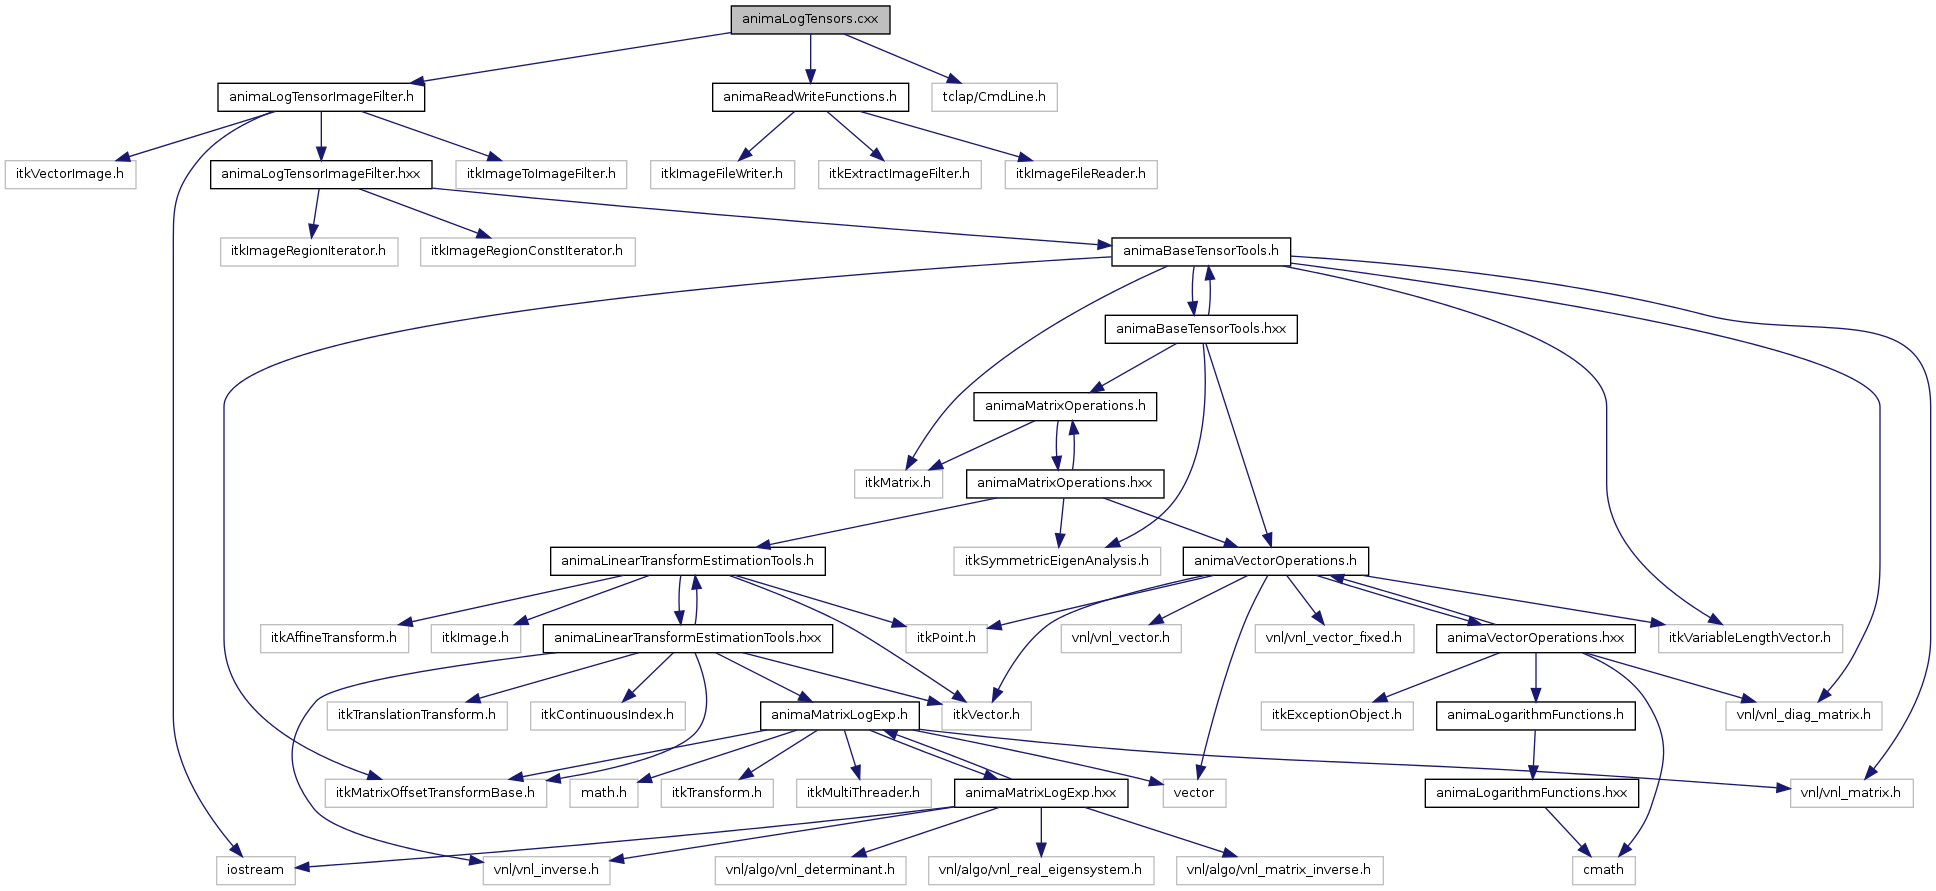 animaLogTensors.cxx
animaLogTensorImageFilter.h
animaReadWriteFunctions.h
tclap/CmdLine.h
itkVectorImage.h
animaLogTensorImageFilter.hxx
itkImageToImageFilter.h
itkImageFileWriter.h
itkExtractImageFilter.h
itkImageFileReader.h
itkImageRegionIterator.h
itkImageRegionConstIterator.h
animaBaseTensorTools.h
animaBaseTensorTools.hxx
animaMatrixOperations.h
itkMatrix.h
animaMatrixOperations.hxx
animaLinearTransformEstimationTools.h
itkSymmetricEigenAnalysis.h
animaVectorOperations.h
itkAffineTransform.h
itkImage.h
animaLinearTransformEstimationTools.hxx
itkPoint.h
vnl/vnl_vector.h
vnl/vnl_vector_fixed.h
animaVectorOperations.hxx
itkVariableLengthVector.h
itkTranslationTransform.h
itkContinuousIndex.h
animaMatrixLogExp.h
itkVector.h
itkExceptionObject.h
animaLogarithmFunctions.h
vnl/vnl_diag_matrix.h
itkMatrixOffsetTransformBase.h
math.h
itkTransform.h
itkMultiThreader.h
animaMatrixLogExp.hxx
vector
animaLogarithmFunctions.hxx
vnl/vnl_matrix.h
iostream
vnl/vnl_inverse.h
vnl/algo/vnl_determinant.h
vnl/algo/vnl_real_eigensystem.h
vnl/algo/vnl_matrix_inverse.h
cmath